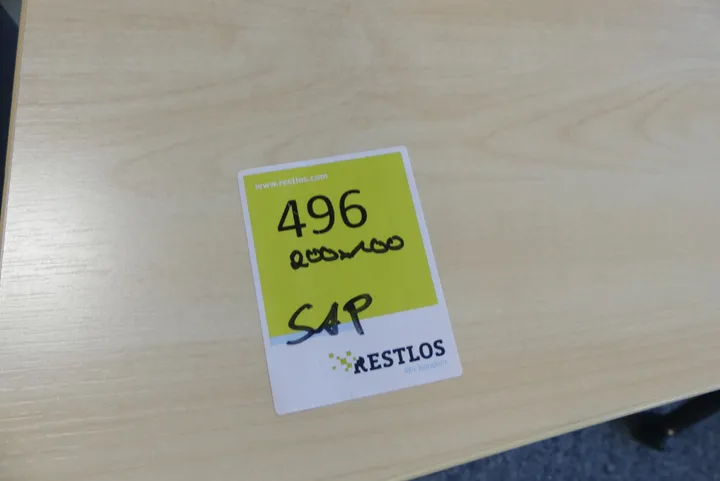 www.restlos.com
496
200x100
SAP
RESTLOS